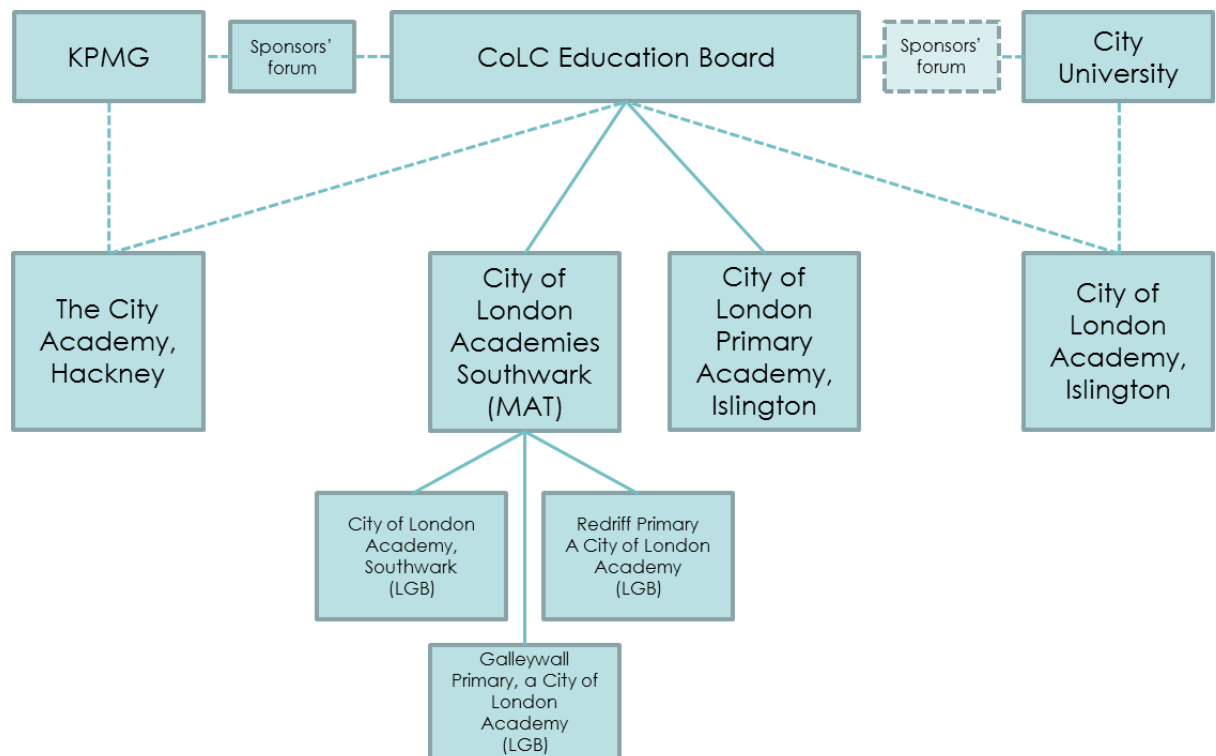 KPMG
Sponsors’
forum
CoLC Education Board
Sponsors’
forum
City
University
The City
Academy,
Hackney
City of
London
Academies
Southwark
(MAT)
City of
London
Primary
Academy,
Islington
City of
London
Academy,
Islington
City of London
Academy,
Southwark
(LGB)
Redriff Primary
A City of London
Academy
(LGB)
Galleywall
Primary, a City of
London
Academy
(LGB)